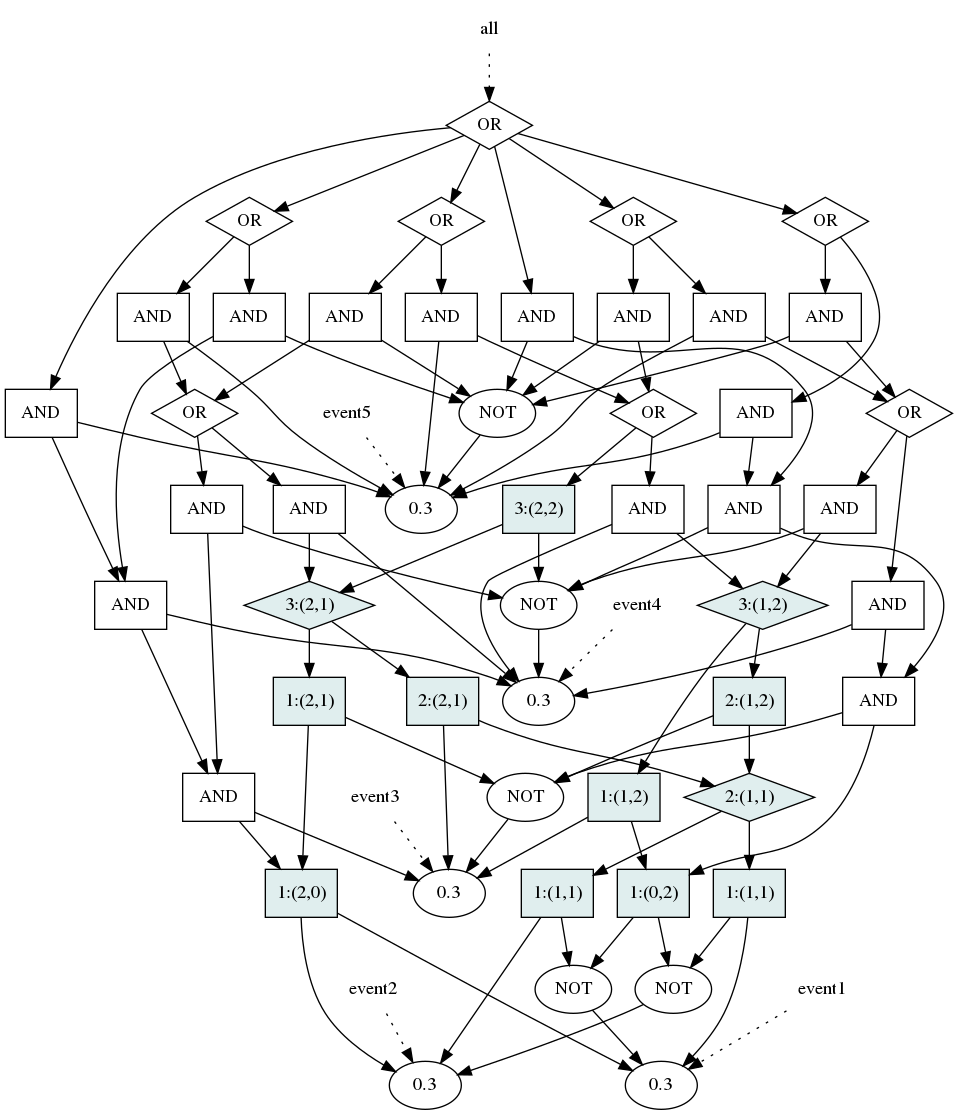 all
OR
OR
OR
OR
OR
AND
AND
AND
AND
AND
AND
AND
AND
AND
OR
event5
NOT
OR
AND
OR
AND
AND
0.3
3:(2,2)
AND
AND
AND
AND
3:(2,1)
NOT
event4
3:(1,2)
AND
1:(2,1)
2:(2,1)
0.3
2:(1,2)
AND
AND
event3
NOT
1:(1,2)
2:(1,1)
1:(2,0)
0.3
1:(1,1)
1:(0,2)
1:(1,1)
event2
NOT
NOT
event1
0.3
0.3